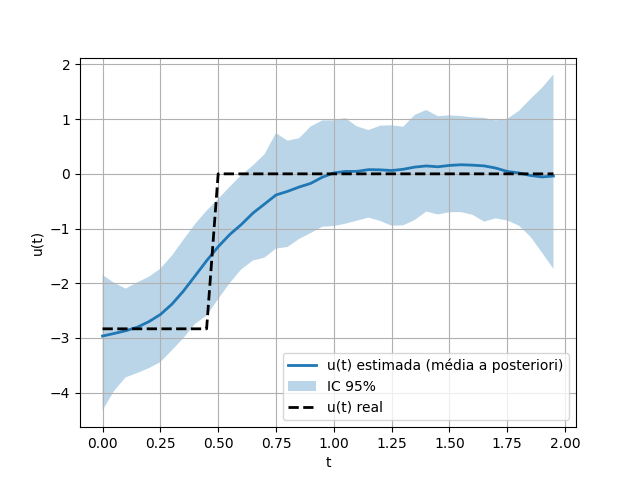 2
1
0
−1
−2
−3
−4
u(t)
0.00 0.25 0.50 0.75 1.00 1.25 1.50 1.75 2.00
t
u(t) estimada (média a posteriori)
IC 95%
u(t) real